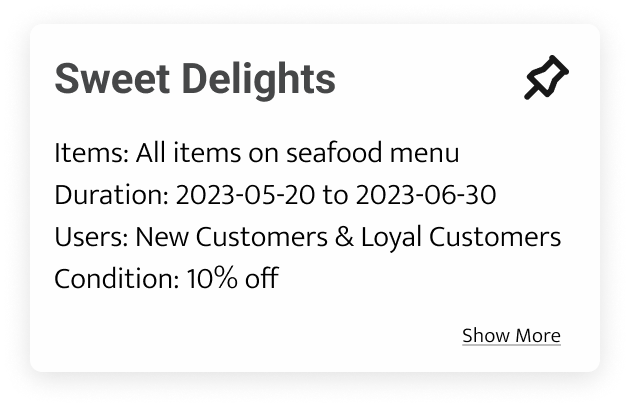 Sweet Delights
Items: All items on seafood menu
Duration: 2023-05-20 to 2023-06-30
Users: New Customers & Loyal Customers
Condition: 10% off
Show More